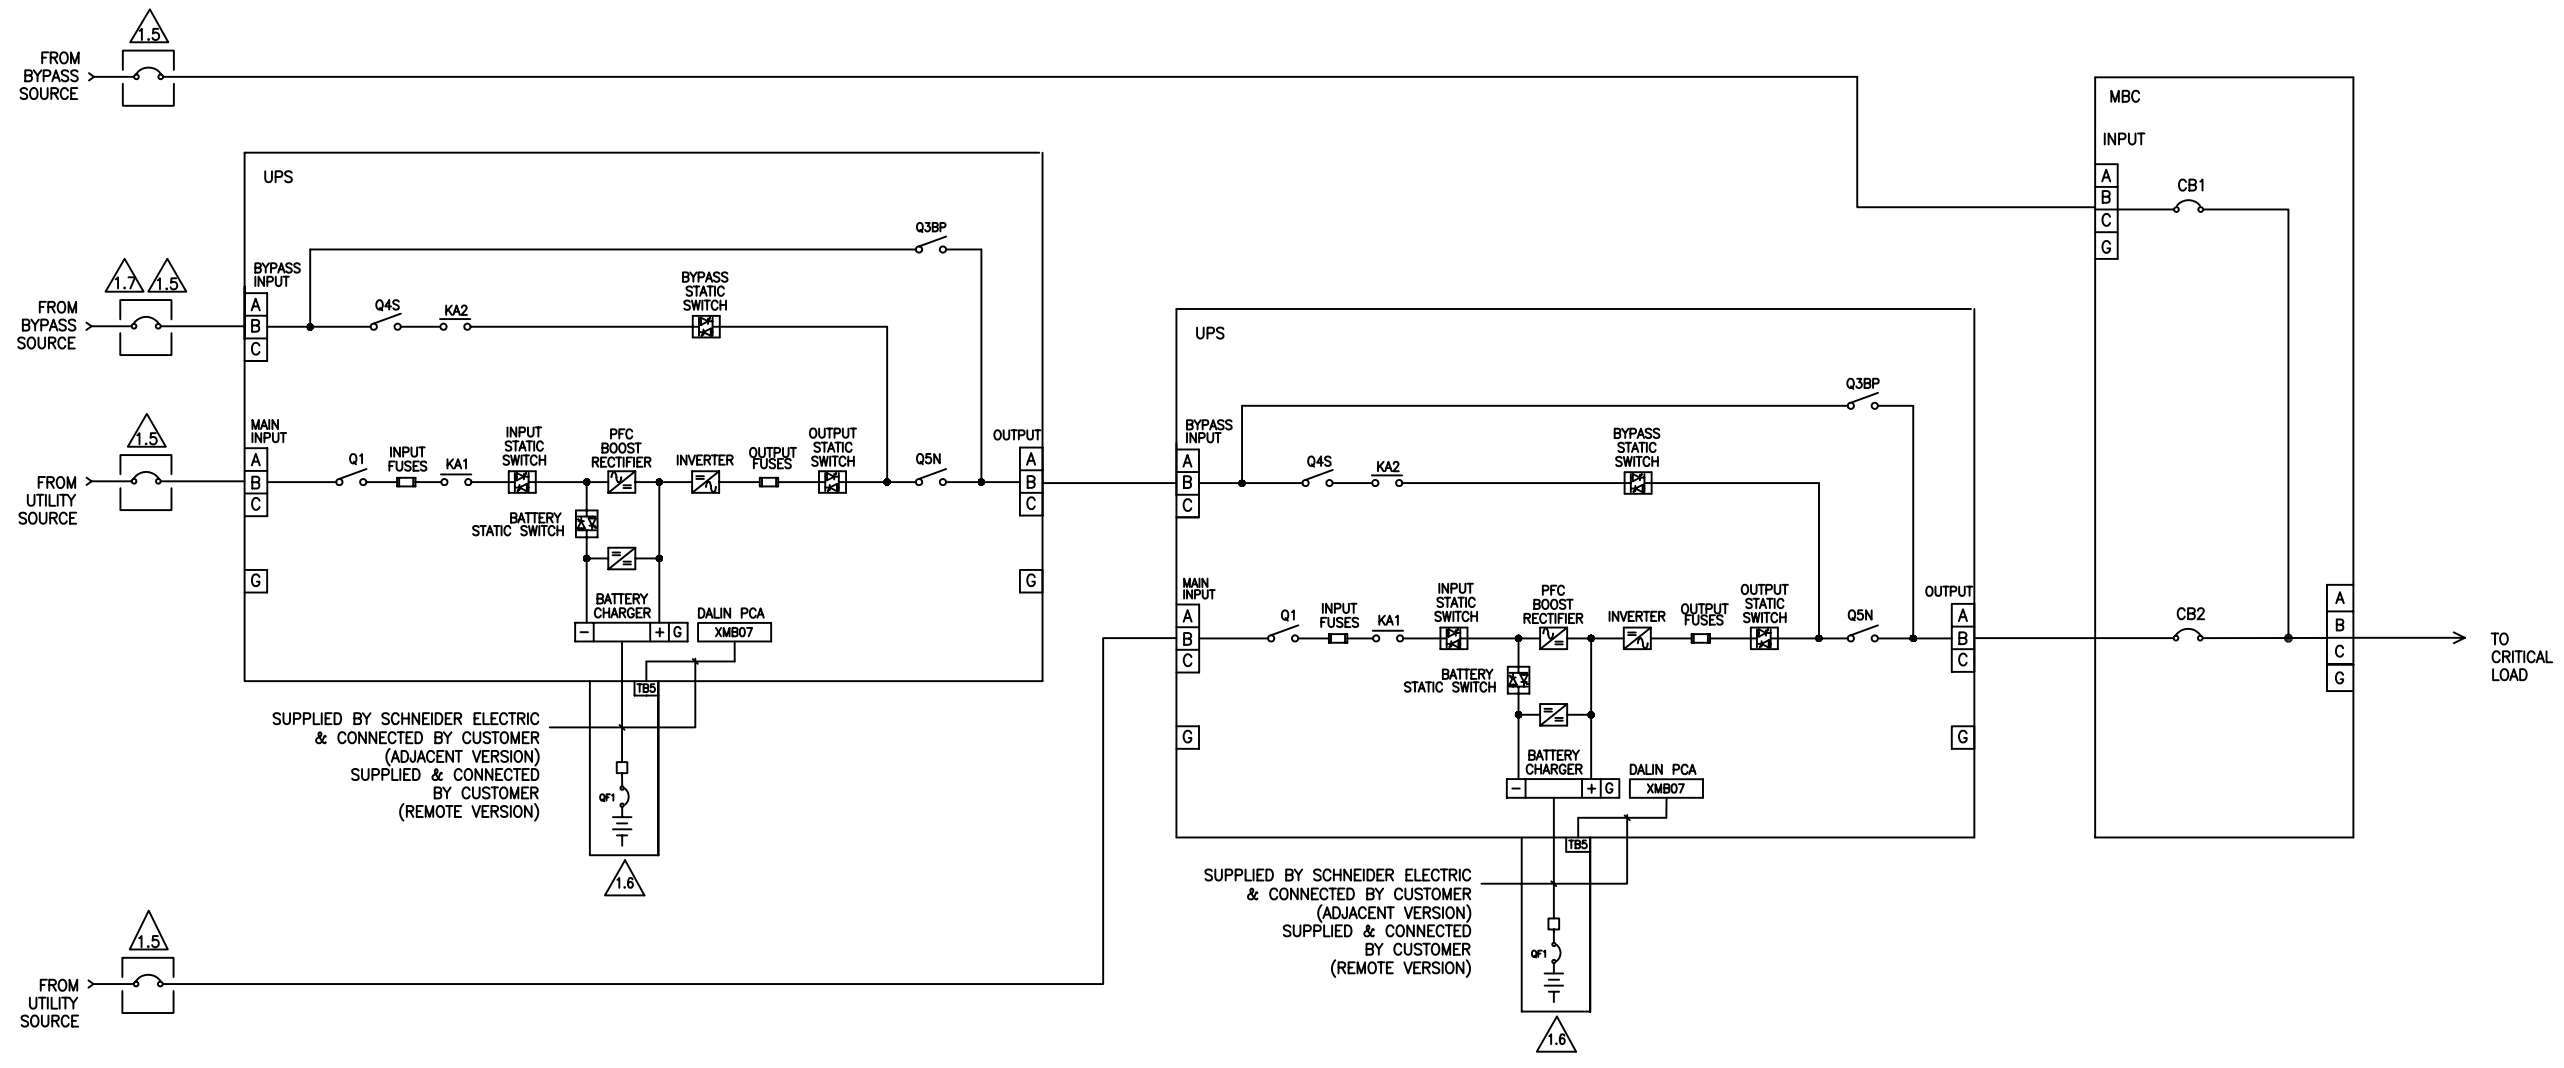 1.5
FROM
BYPASS
SOURCE
MBC
INPUT
A
B
C
G
CB1
UPS
Q3BP
1.7
1.5
FROM
BYPASS
SOURCE
BYPASS
INPUT
A
B
C
Q4S
KA2
BYPASS
STATIC
SWITCH
1.5
FROM
UTILITY
SOURCE
MAIN
INPUT
A
B
C
G
Q1
INPUT
FUSES
KA1
INPUT
STATIC
SWITCH
PFC
BOOST
RECTIFIER
INVERTER
OUTPUT
FUSES
OUTPUT
STATIC
SWITCH
Q5N
OUTPUT
A
B
C
G
BATTERY
STATIC SWITCH
BATTERY
CHARGER
- + G
DALIN PCA
XMB07
TB5
SUPPLIED BY SCHNEIDER ELECTRIC
& CONNECTED BY CUSTOMER
(ADJACENT VERSION)
SUPPLIED & CONNECTED
BY CUSTOMER
(REMOTE VERSION)
QF1
1.6
UPS
Q3BP
BYPASS
INPUT
A
B
C
Q4S
KA2
BYPASS
STATIC
SWITCH
MAIN
INPUT
A
B
C
G
Q1
INPUT
FUSES
KA1
INPUT
STATIC
SWITCH
PFC
BOOST
RECTIFIER
INVERTER
OUTPUT
FUSES
OUTPUT
STATIC
SWITCH
Q5N
OUTPUT
A
B
C
G
BATTERY
STATIC SWITCH
BATTERY
CHARGER
- + G
DALIN PCA
XMB07
TB5
SUPPLIED BY SCHNEIDER ELECTRIC
& CONNECTED BY CUSTOMER
(ADJACENT VERSION)
SUPPLIED & CONNECTED
BY CUSTOMER
(REMOTE VERSION)
QF1
1.6
CB2
A
B
C
G
TO
CRITICAL
LOAD
1.5
FROM
UTILITY
SOURCE